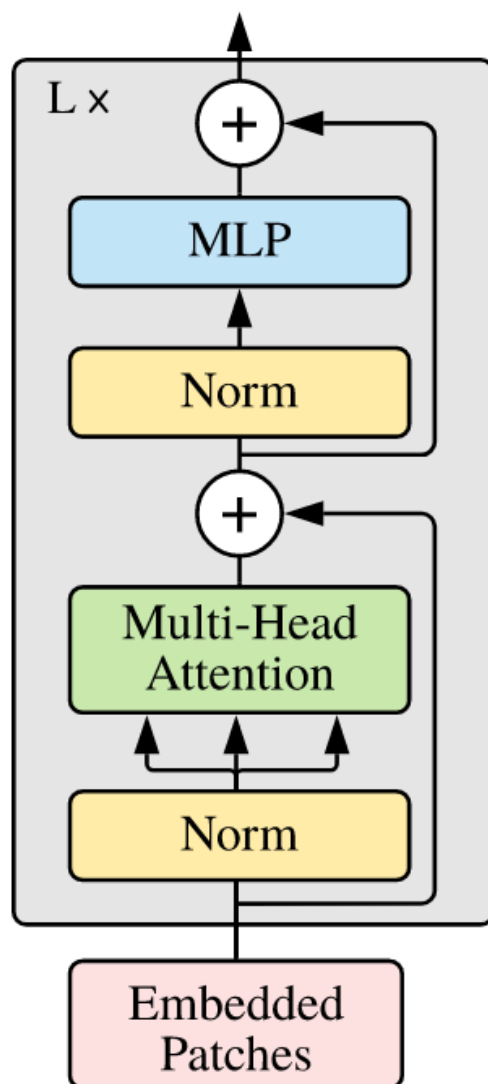 L ×
+
MLP
Norm
+
Multi-Head
Attention
Norm
Embedded
Patches